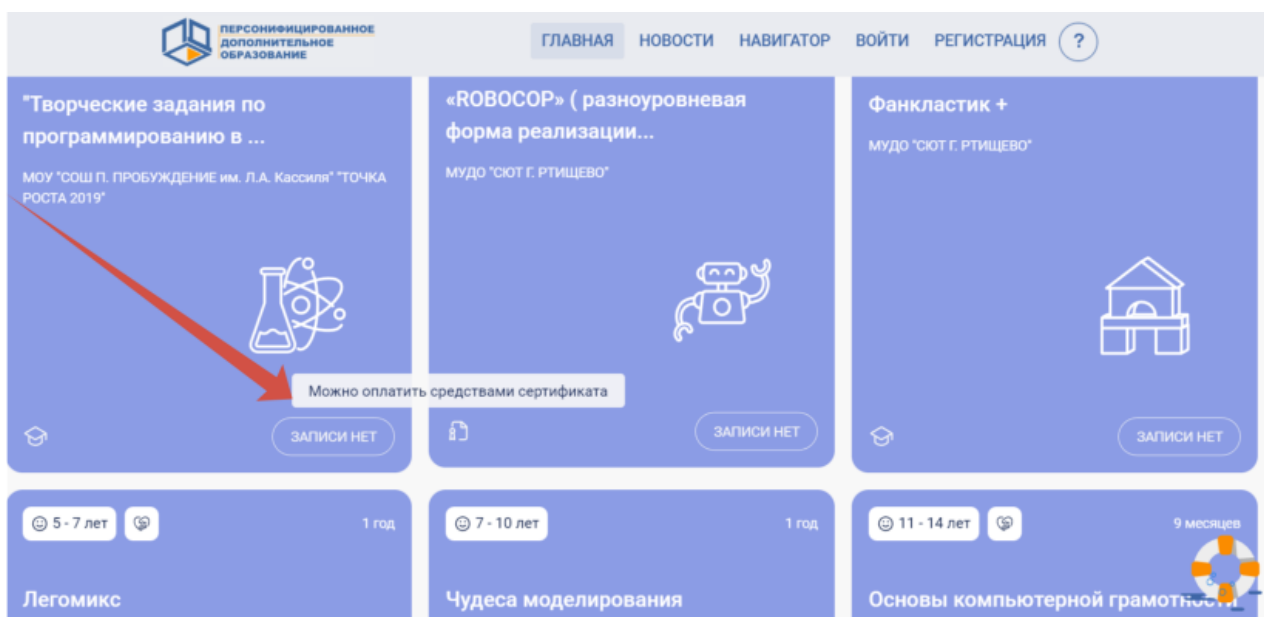 ПЕРСОНИФИЦИРОВАННОЕ
ДОПОЛНИТЕЛЬНОЕ
ОБРАЗОВАНИЕ
ГЛАВНАЯ НОВОСТИ НАВИГАТОР ВОЙТИ РЕГИСТРАЦИЯ ?
"Творческие задания по
программированию в ...
МОУ "СОШ П. ПРОБУЖДЕНИЕ им. Л.А. Кассиля" "ТОЧКА
РОСТА 2019"
ЗАПИСИ НЕТ
«ROBOCOP» ( разноуровневая
форма реализации...
МУДО "СЮТ Г. РТИЩЕВО"
Можно оплатить средствами сертификата
ЗАПИСИ НЕТ
Фанкластик +
МУДО "СЮТ Г. РТИЩЕВО"
ЗАПИСИ НЕТ
5 - 7 лет 1 год
Легомикс
7 - 10 лет 1 год
Чудеса моделирования
11 - 14 лет 9 месяцев
Основы компьютерной грамотности